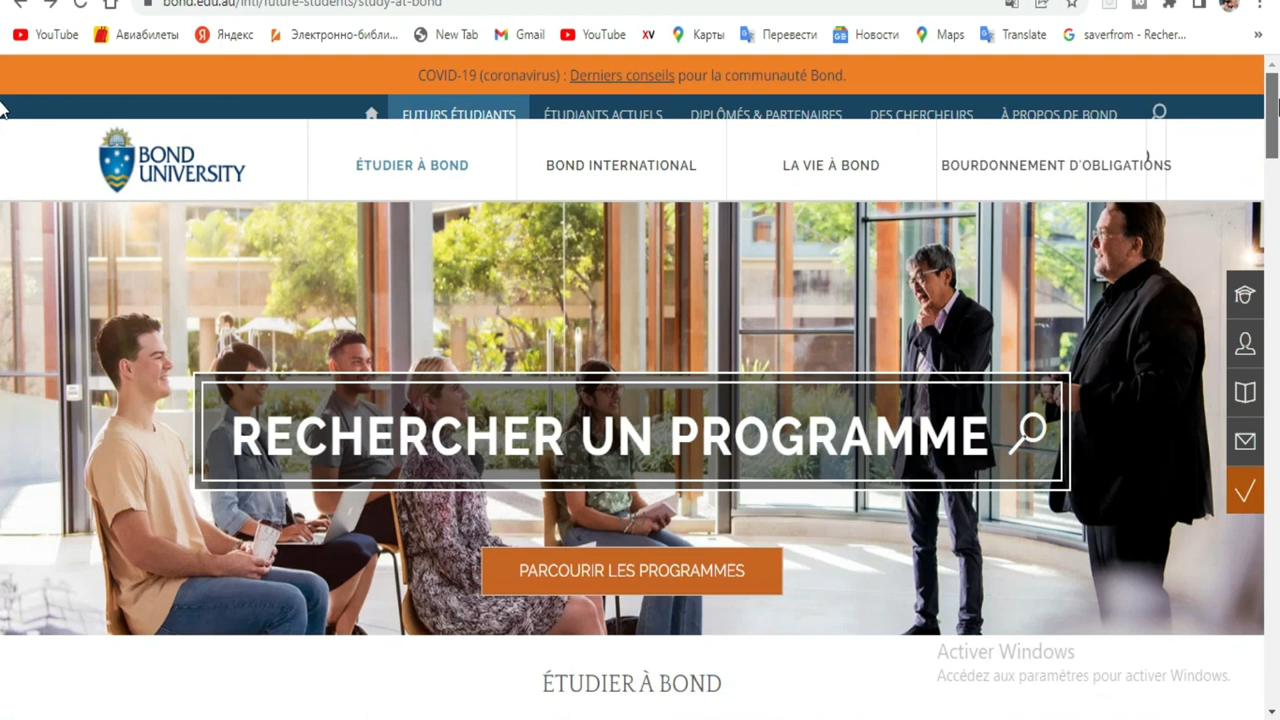 bond.edu.au/intl/future-students/study-at-bond
YouTube Авиабилеты Яндекс Электронно-библи... New Tab Gmail YouTube XV Карты Перевести Новости Maps Translate saverfrom - Recher... »
COVID-19 (coronavirus) : Derniers conseils pour la communauté Bond.
FUTURS ÉTUDIANTS ÉTUDIANTS ACTUELS DIPLÔMÉS & PARTENAIRES DES CHERCHEURS À PROPOS DE BOND
BOND
UNIVERSITY
ÉTUDIER À BOND BOND INTERNATIONAL LA VIE À BOND BOURDONNEMENT D'OBLIGATIONS
RECHERCHER UN PROGRAMME
PARCOURIR LES PROGRAMMES
Activer Windows
Accédez aux paramètres pour activer Windows.
ÉTUDIER À BOND